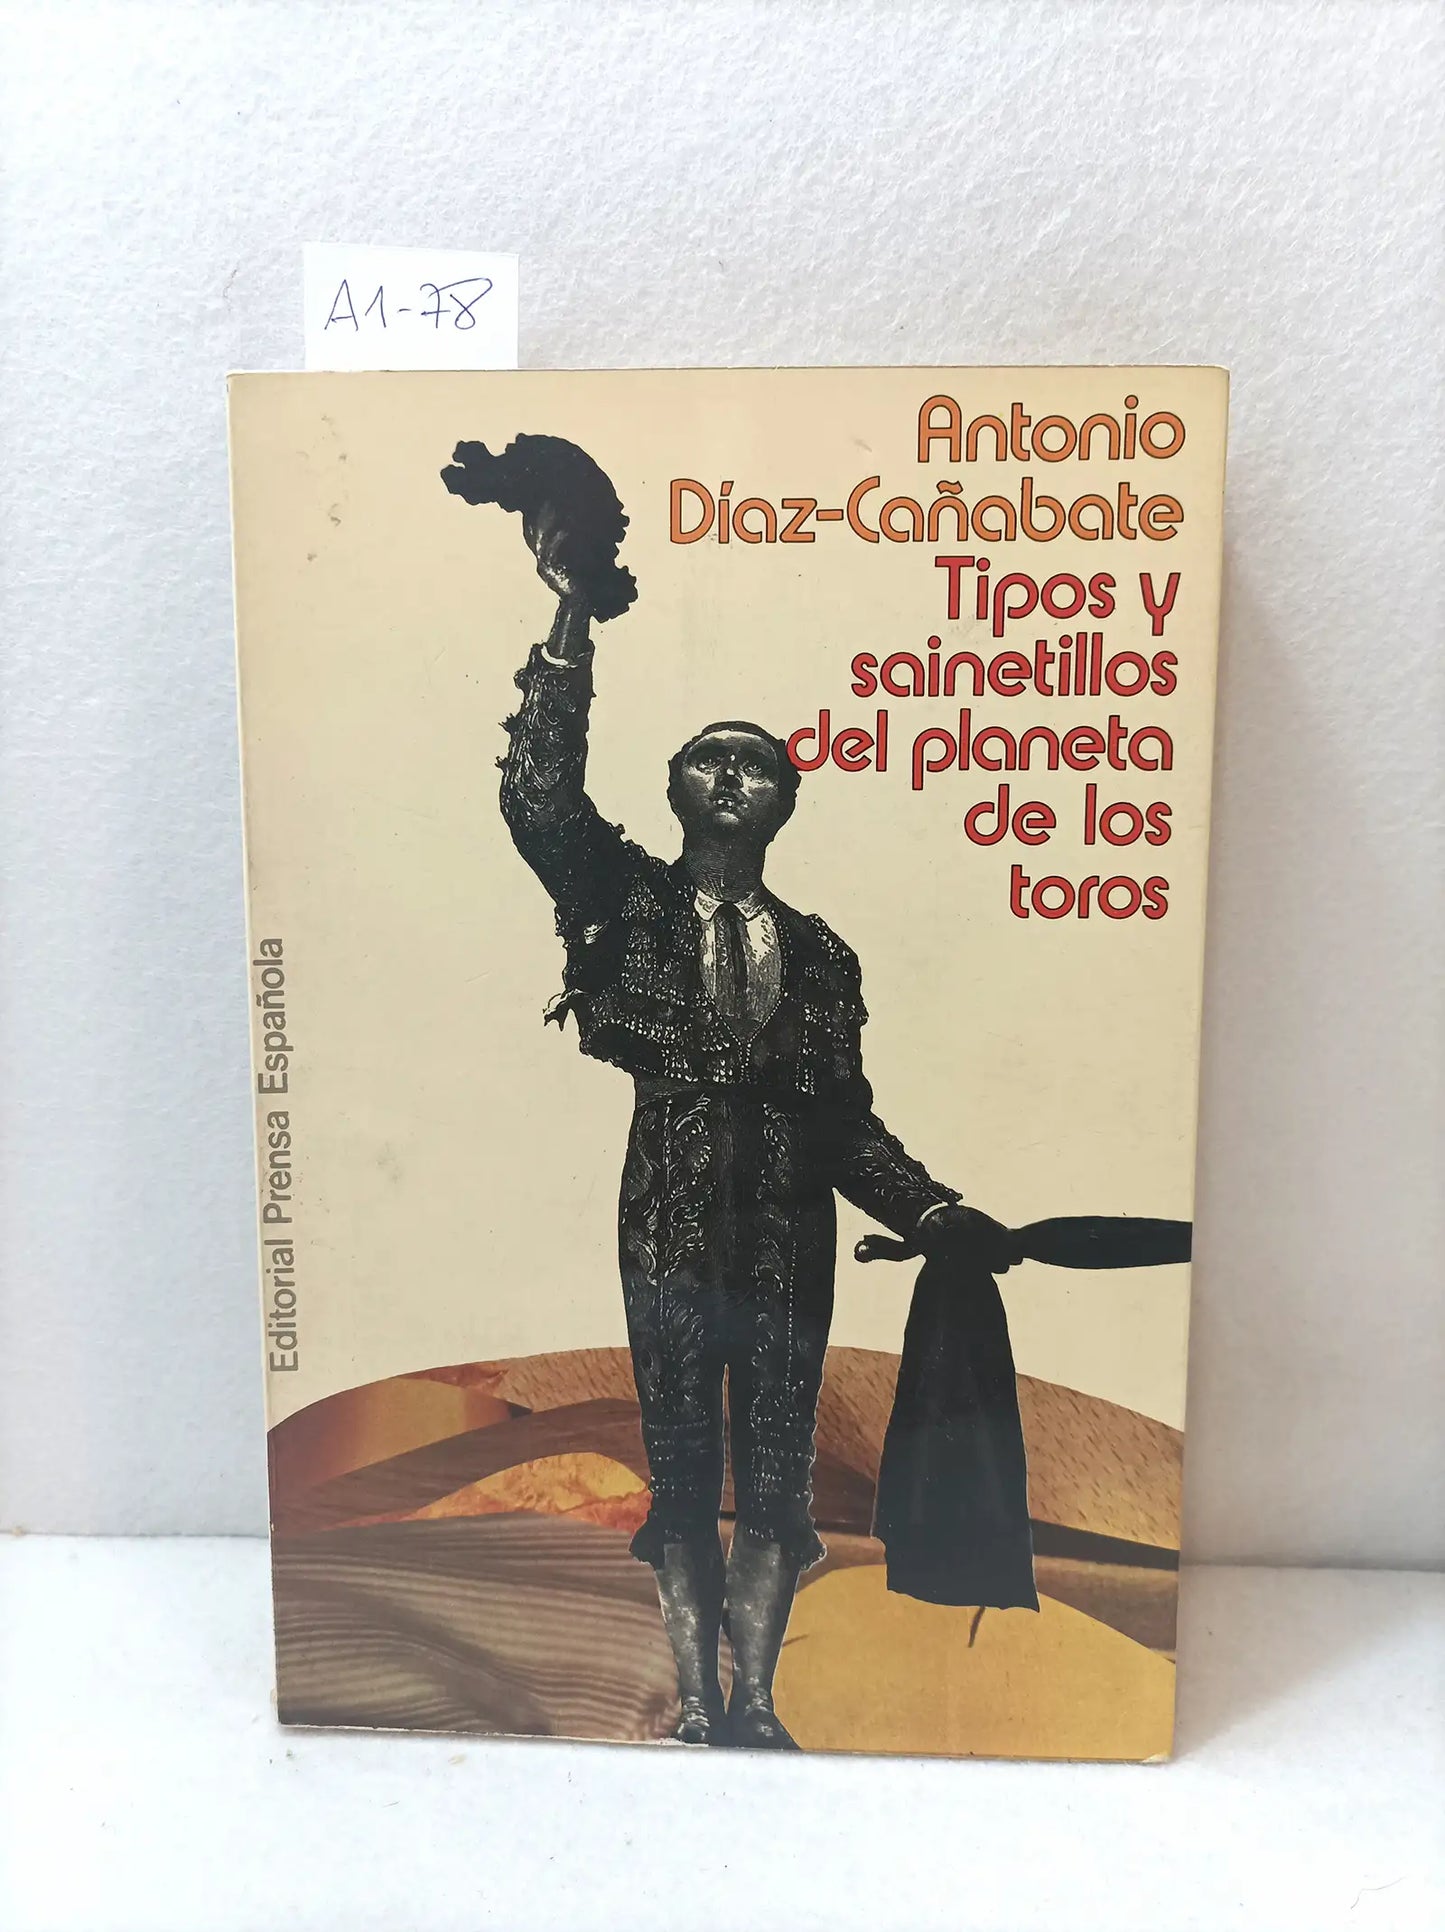 A1-78
Antonio
Díaz-Cañabate
Tipos y
sainetillos
del planeta
de los
toros
Editorial Prensa Española